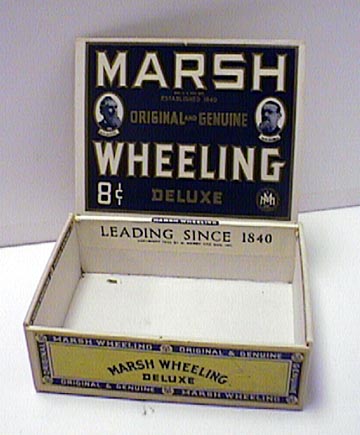 MARSH
ESTABLISHED 1840
ORIGINAL AND GENUINE
WHEELING
8¢
DELUXE
MARSH WHEELING
LEADING SINCE 1840
MARSH WHEELING ORIGINAL & GENUINE
MARSH WHEELING
DELUXE
ORIGINAL & GENUINE MARSH WHEELING